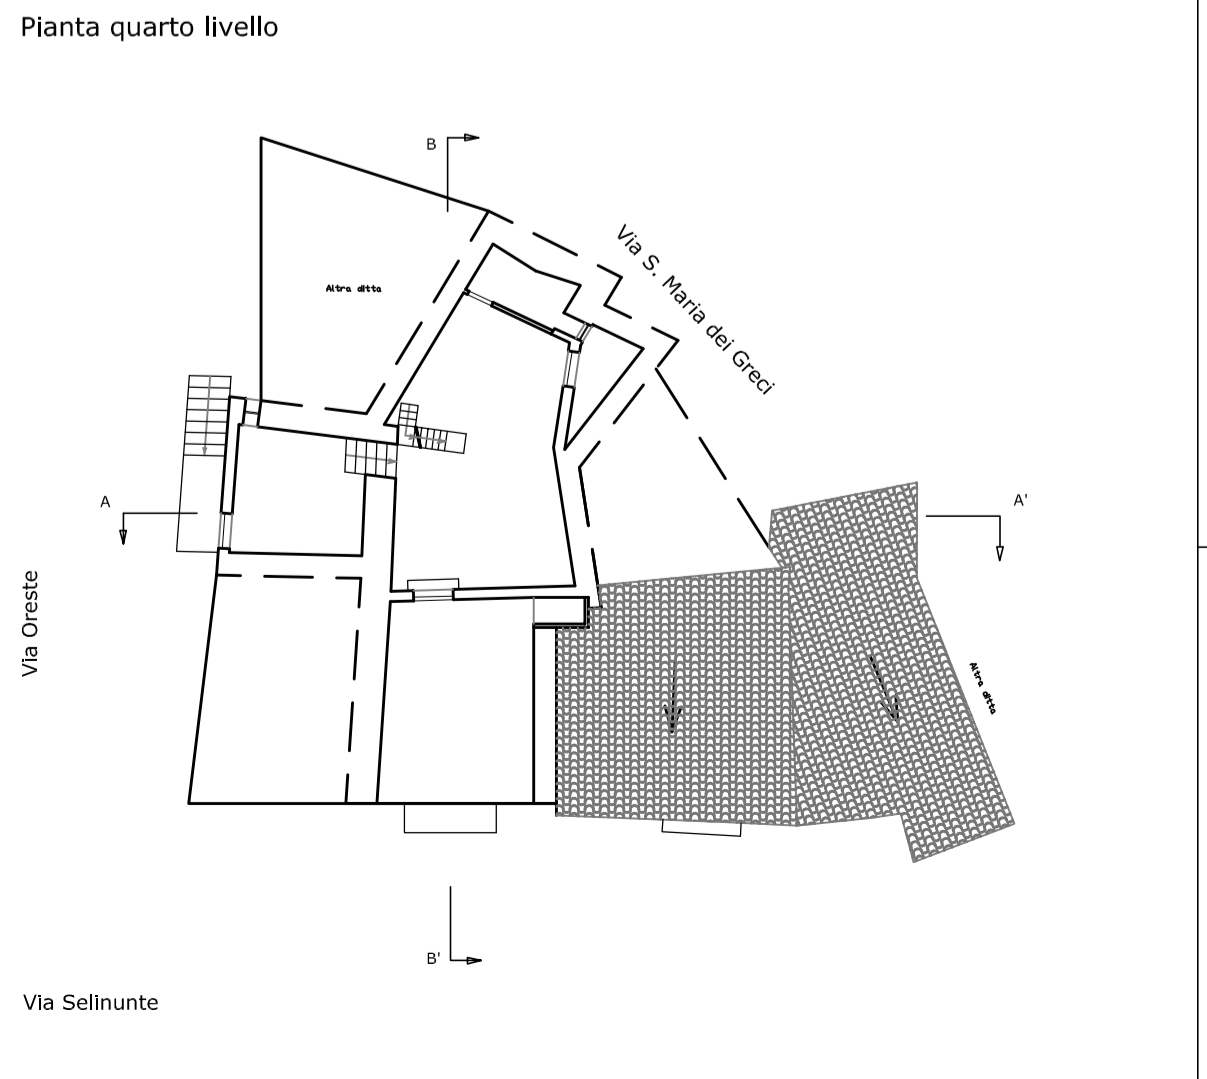 Pianta quarto livello
B
Via S. Maria dei Greci
Altra ditta
A
A'
Via Oreste
Altra ditta
B'
Via Selinunte